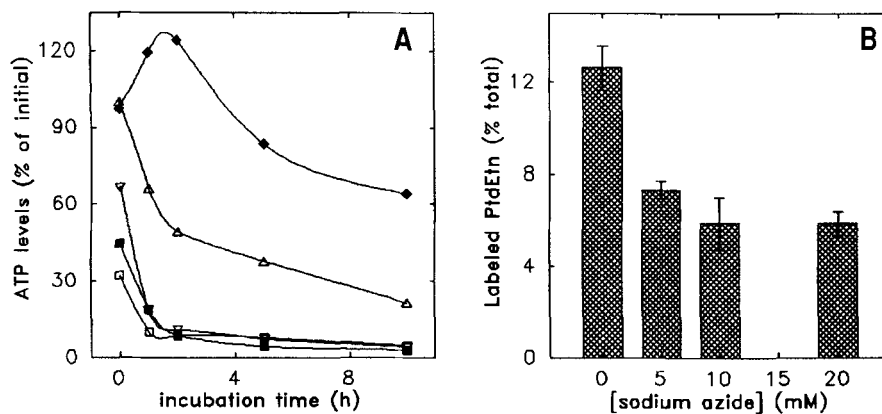 A
ATP levels (% of initial)
120
90
60
30
0
0 4 8
incubation time (h)
B
Labeled PtdEtn (% total)
12
8
4
0
0 5 10 15 20
[sodium azide] (mM)